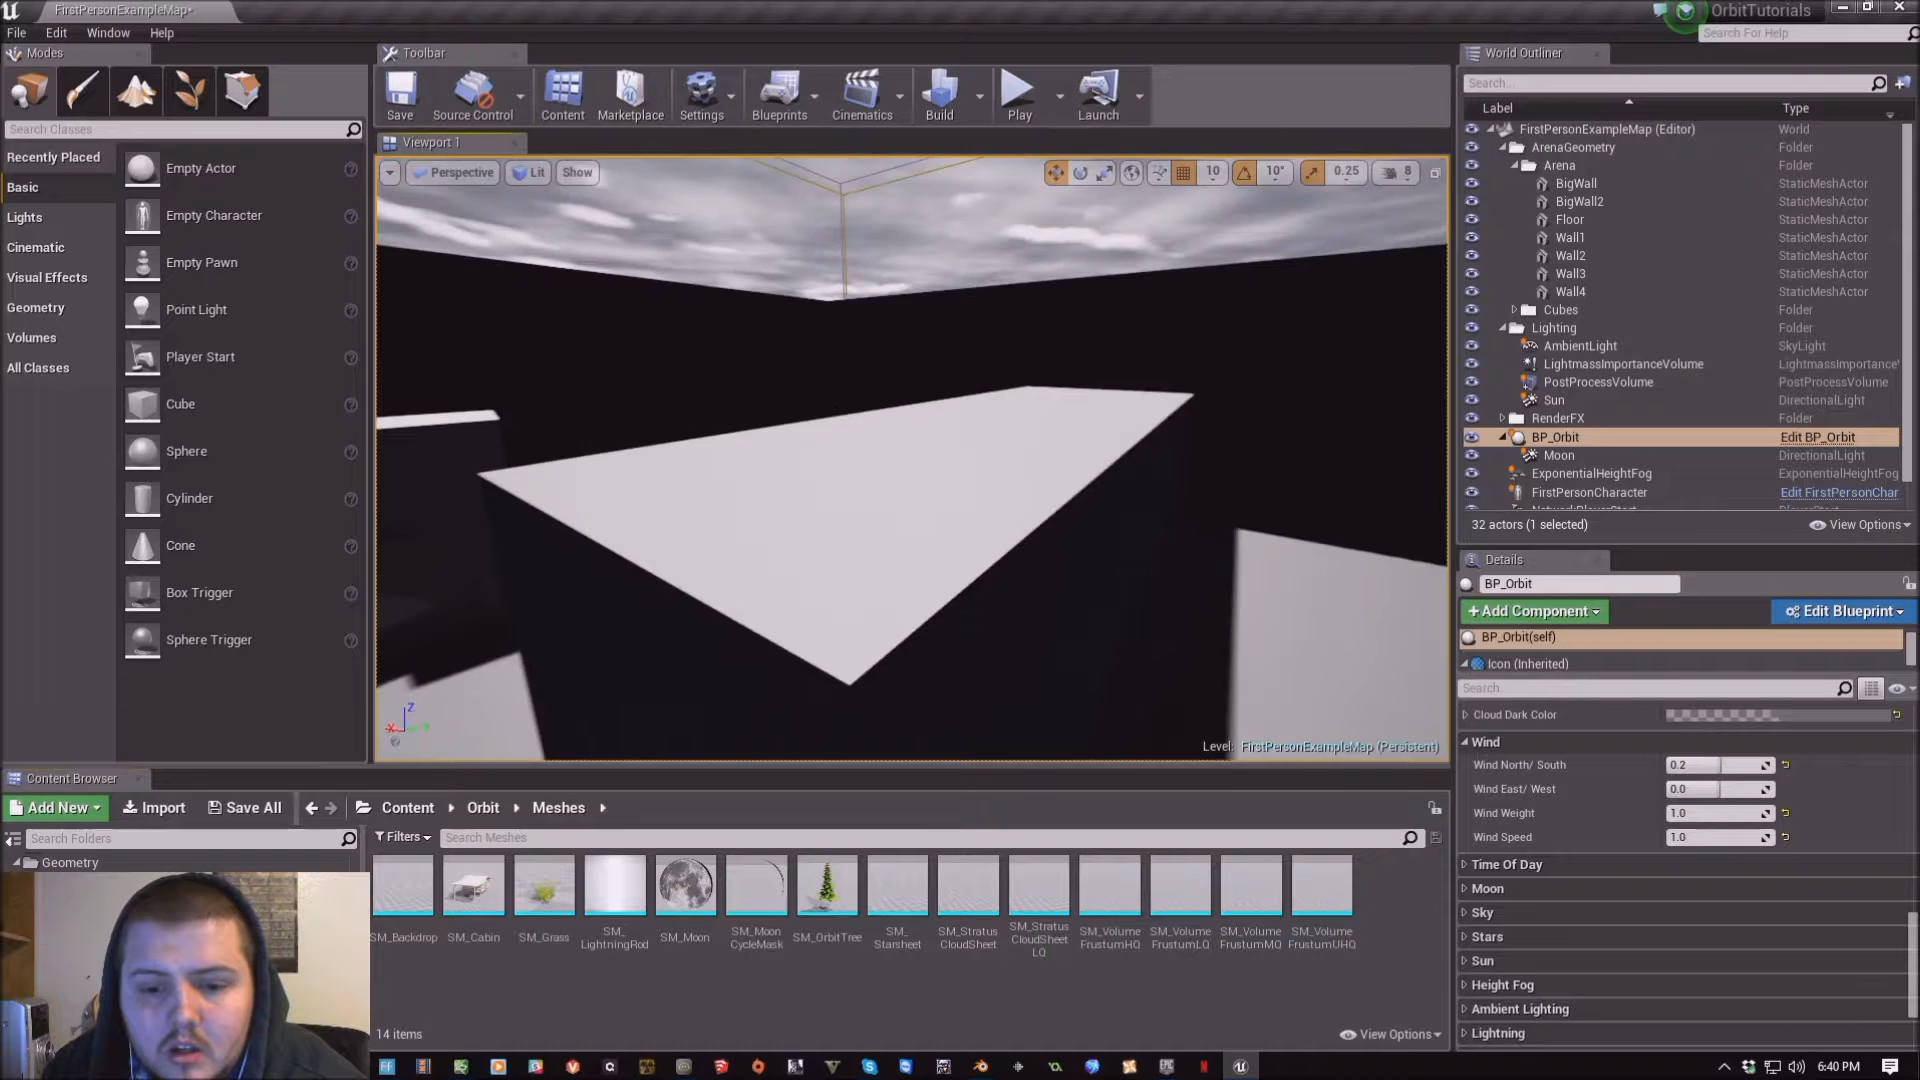 FirstPersonExampleMap*
OrbitTutorials
File Edit Window Help
Search For Help
Modes
Toolbar
World Outliner
Search...
Save Source Control Content Marketplace Settings Blueprints Cinematics Build Play Launch
Label Type
Search Classes
Viewport 1
Perspective Lit Show
10 10° 0.25 8
Recently Placed
Basic
Lights
Cinematic
Visual Effects
Geometry
Volumes
All Classes
Empty Actor
Empty Character
Empty Pawn
Point Light
Player Start
Cube
Sphere
Cylinder
Cone
Box Trigger
Sphere Trigger
X Z
Level: FirstPersonExampleMap (Persistent)
FirstPersonExampleMap (Editor) World
ArenaGeometry Folder
Arena Folder
BigWall StaticMeshActor
BigWall2 StaticMeshActor
Floor StaticMeshActor
Wall1 StaticMeshActor
Wall2 StaticMeshActor
Wall3 StaticMeshActor
Wall4 StaticMeshActor
Cubes Folder
Lighting Folder
AmbientLight SkyLight
LightmassImportanceVolume LightmassImportance
PostProcessVolume PostProcessVolume
Sun DirectionalLight
RenderFX Folder
BP_Orbit Edit BP_Orbit
Moon DirectionalLight
ExponentialHeightFog ExponentialHeightFog
FirstPersonCharacter Edit FirstPersonChar
32 actors (1 selected) View Options
Details
BP_Orbit
+Add Component Edit Blueprint
BP_Orbit(self)
Icon (Inherited)
Search
Cloud Dark Color
Wind
Wind North/ South 0.2
Wind East/ West 0.0
Wind Weight 1.0
Wind Speed 1.0
Time Of Day
Moon
Sky
Stars
Sun
Height Fog
Ambient Lighting
Lightning
Content Browser
Add New Import Save All Content Orbit Meshes
Search Folders
Filters Search Meshes
Geometry
SM_Backdrop
SM_Cabin
SM_Grass
SM_
LightningRod
SM_Moon
SM_Moon
CycleMask
SM_OrbitTree
SM_
Starsheet
SM_Stratus
CloudSheet
SM_Stratus
CloudSheet
LQ
SM_Volume
FrustumHQ
SM_Volume
FrustumLQ
SM_Volume
FrustumMQ
SM_Volume
FrustumUHQ
14 items View Options
6:40 PM